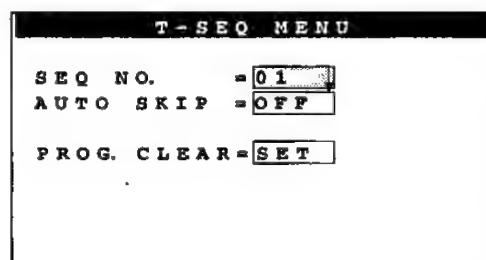 T-SEQ MENU
SEQ NO. =01
AUTO SKIP =OFF
PROG. CLEAR=SET